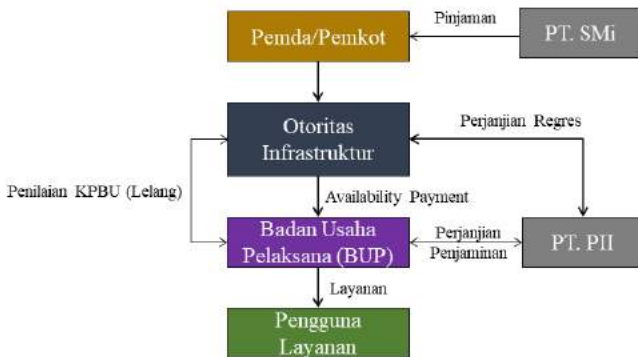 Pinjaman
Pemda/Pemkot
PT. SMi
Otoritas
Infrastruktur
Perjanjian Regres
Penilaian KPBU (Lelang)
Availability Payment
Badan Usaha
Pelaksana (BUP)
Perjanjian
Penjaminan
PT. PII
Layanan
Pengguna
Layanan